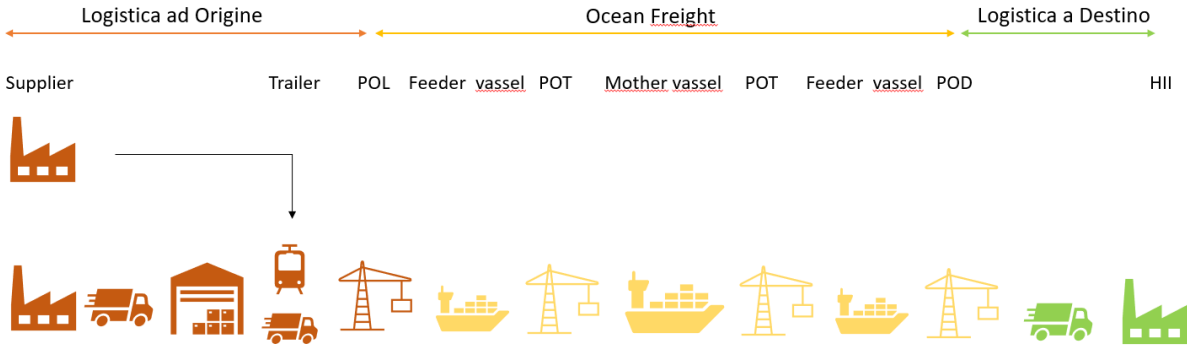 Logistica ad Origine Ocean Freight Logistica a Destino
Supplier Trailer POL Feeder vassel POT Mother vassel POT Feeder vassel POD HII